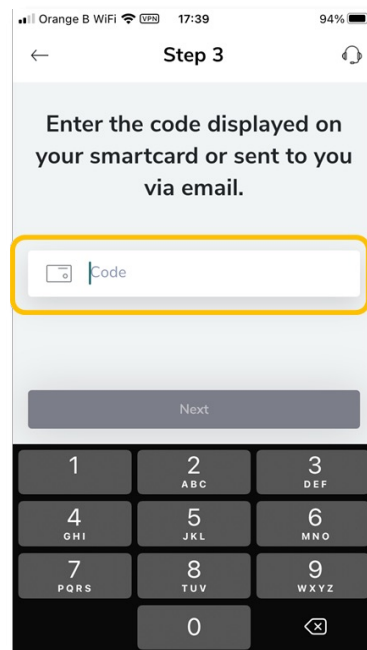 Orange B WiFi VPN 17:39 94%
Step 3
Enter the code displayed on
your smartcard or sent to you
via email.
Code
Next
1 2 3
ABC DEF
4 5 6
GHI JKL MNO
7 8 9
PQRS TUV WXYZ
0